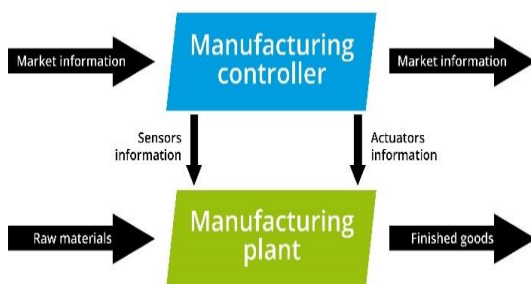 Market information
Manufacturing
controller
Market information
Sensors
information
Actuators
information
Raw materials
Manufacturing
plant
Finished goods